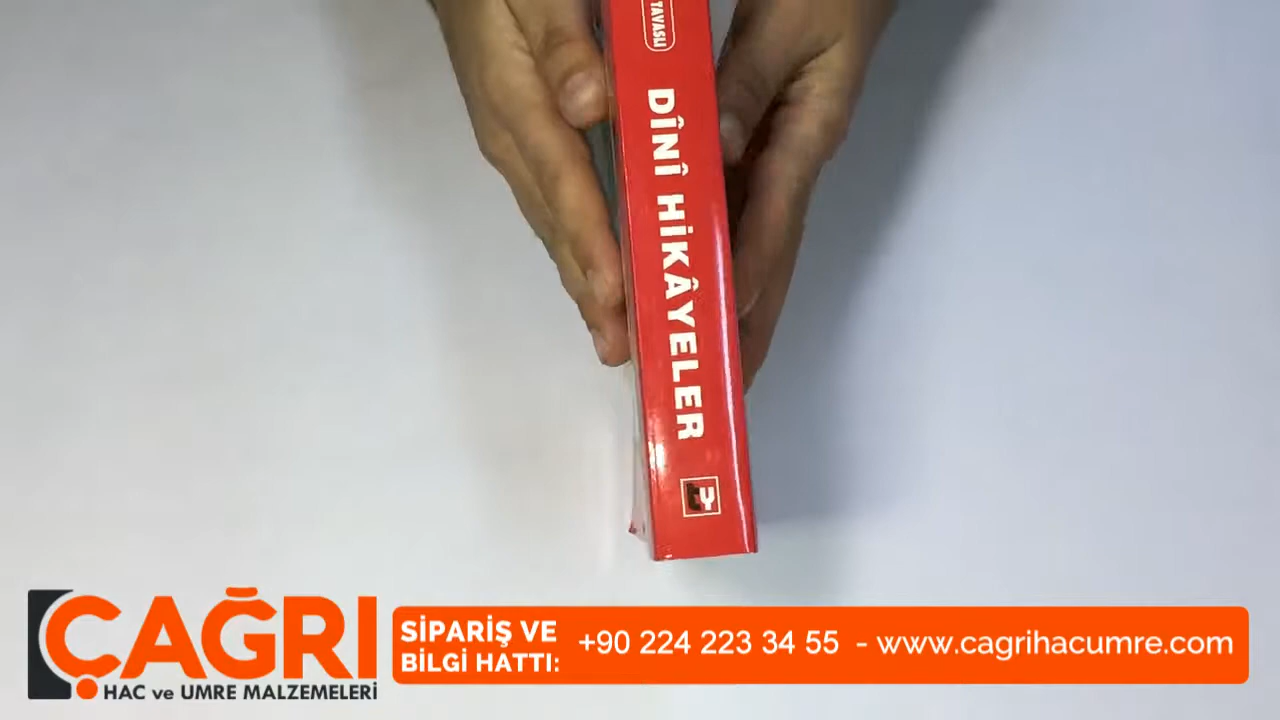 TAVASLI
DÎNÎ HİKÂYELER
ÇAĞRI
HAC ve UMRE MALZEMELERİ
SİPARİŞ VE
BİLGİ HATTI:
+90 224 223 34 55 - www.cagrihacumre.com